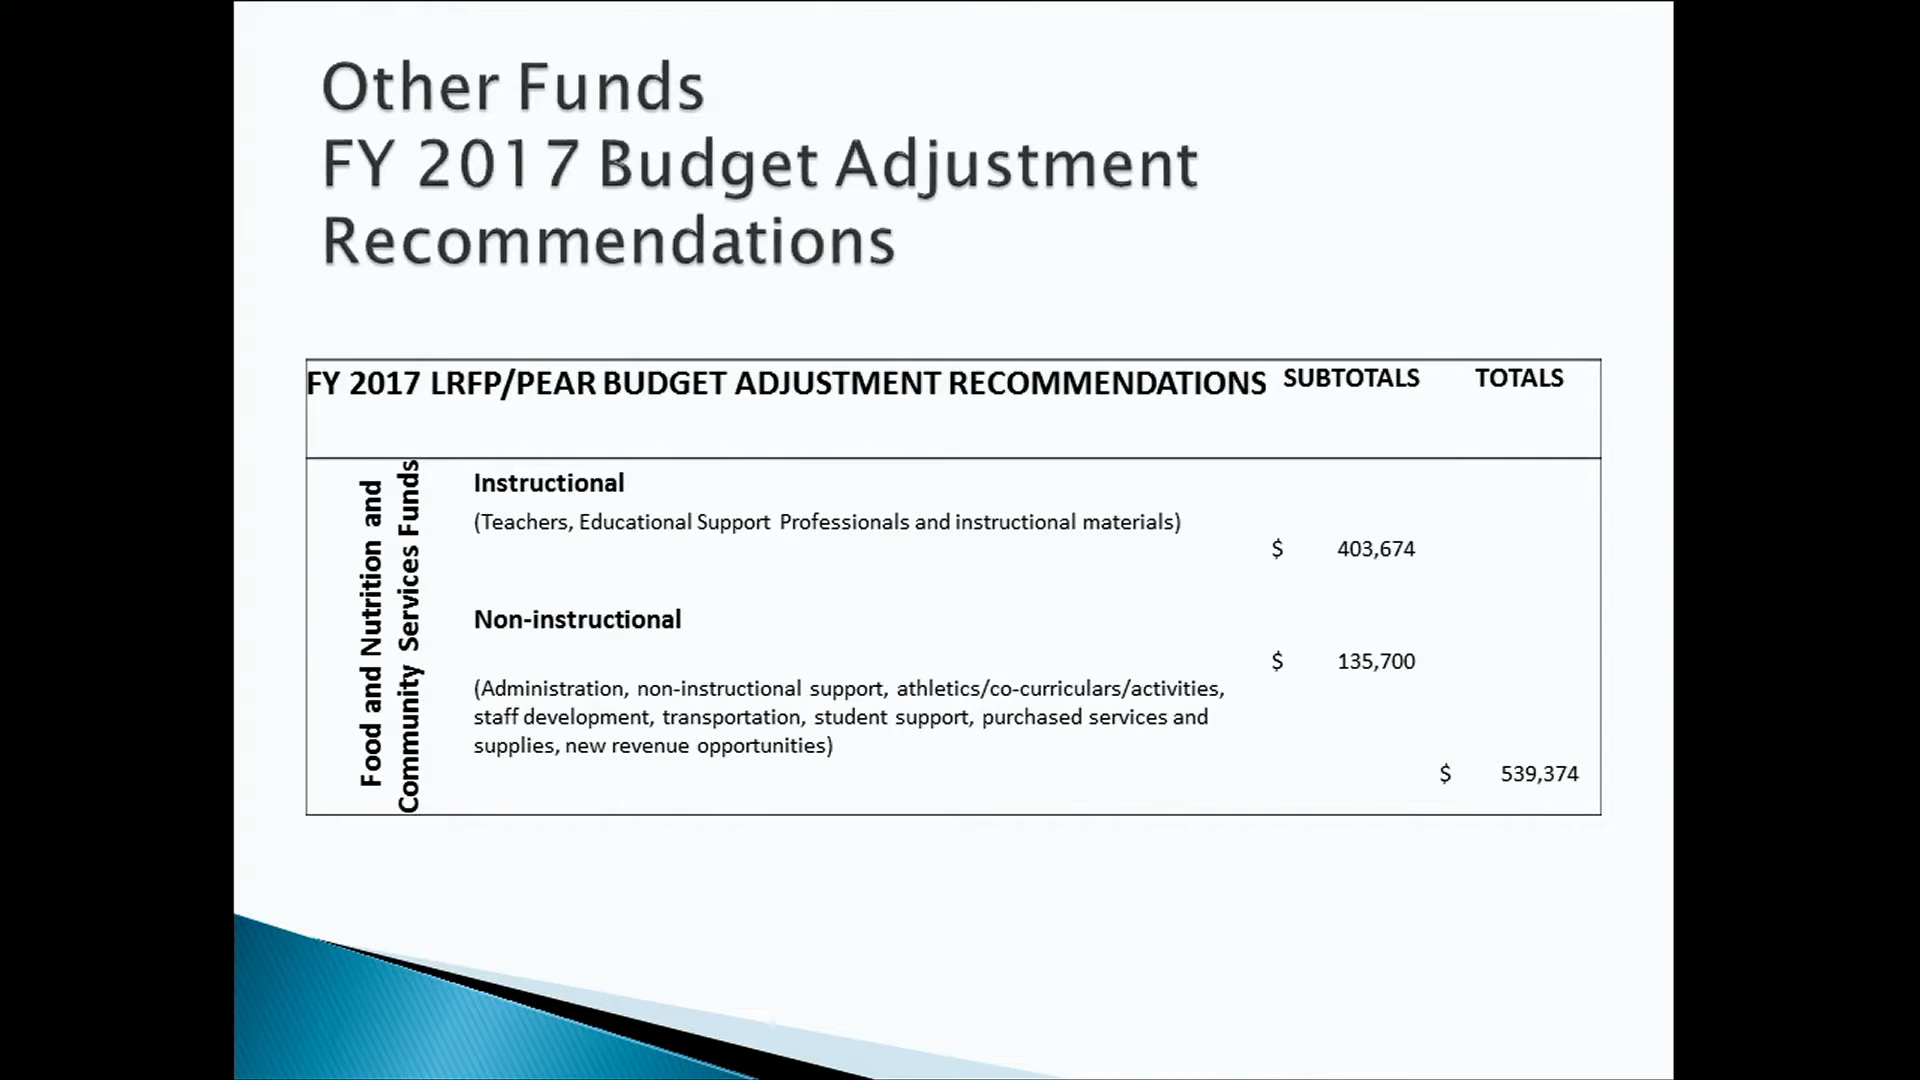 Other Funds
FY 2017 Budget Adjustment
Recommendations
FY 2017 LRFP/PEAR BUDGET ADJUSTMENT RECOMMENDATIONS SUBTOTALS TOTALS
Food and Nutrition and
Community Services Funds
Instructional
(Teachers, Educational Support Professionals and instructional materials)
$ 403,674
Non-instructional
$ 135,700
(Administration, non-instructional support, athletics/co-curriculars/activities,
staff development, transportation, student support, purchased services and
supplies, new revenue opportunities)
$ 539,374